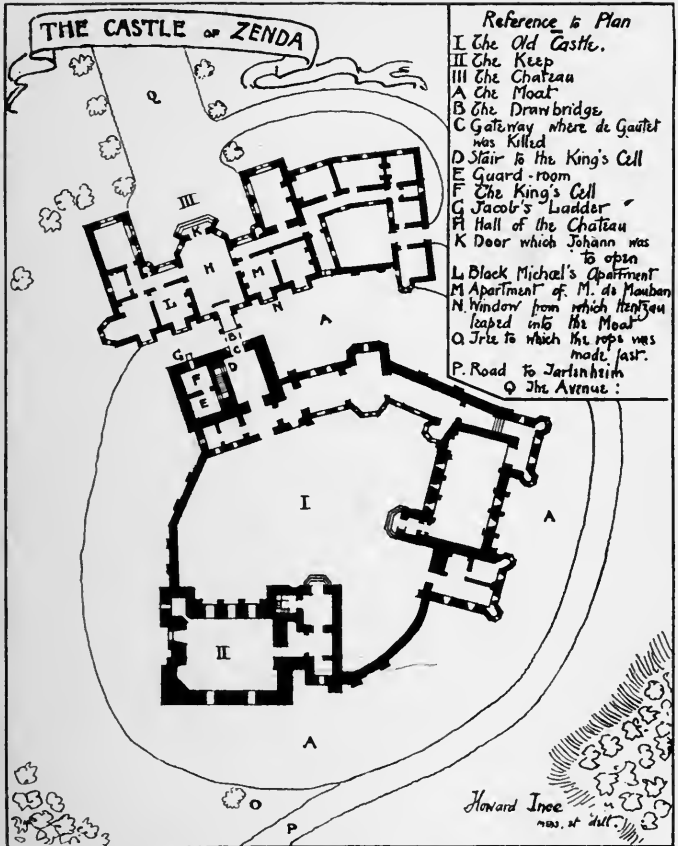 THE CASTLE OF ZENDA
Reference to Plan
I The Old Castle.
II The Keep
III The Chateau
A The Moat
B The Drawbridge
C Gateway where de Gautet
was Killed
D Stair to the King's Cell
E Guard-room
F The King's Cell
G Jacob's Ladder
H Hall of the Chateau
K Door which Johann was
to open
L Black Michael's Apartment
M Apartment of M. de Mauban
N. Window from which Hentzau
leaped into the Moat
O Tree to which the rope was
made fast.
P. Road to Tarlenheim
Q The Avenue:
Q
III
K
H
M
L
N
A
B
C
G
D
F
E
I
A
II
A
O
P
Howard Ince
mens. et delt.